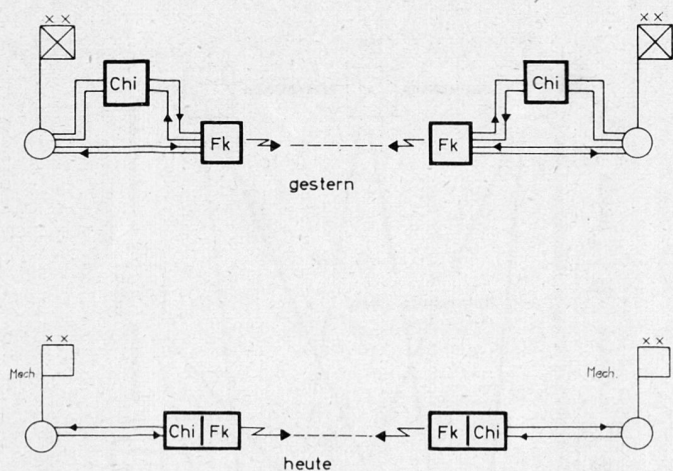 x x
x x
Chi
Chi
Fk
Fk
gestern
x x
x x
Mech.
Mech.
Chi Fk
Fk Chi
heute